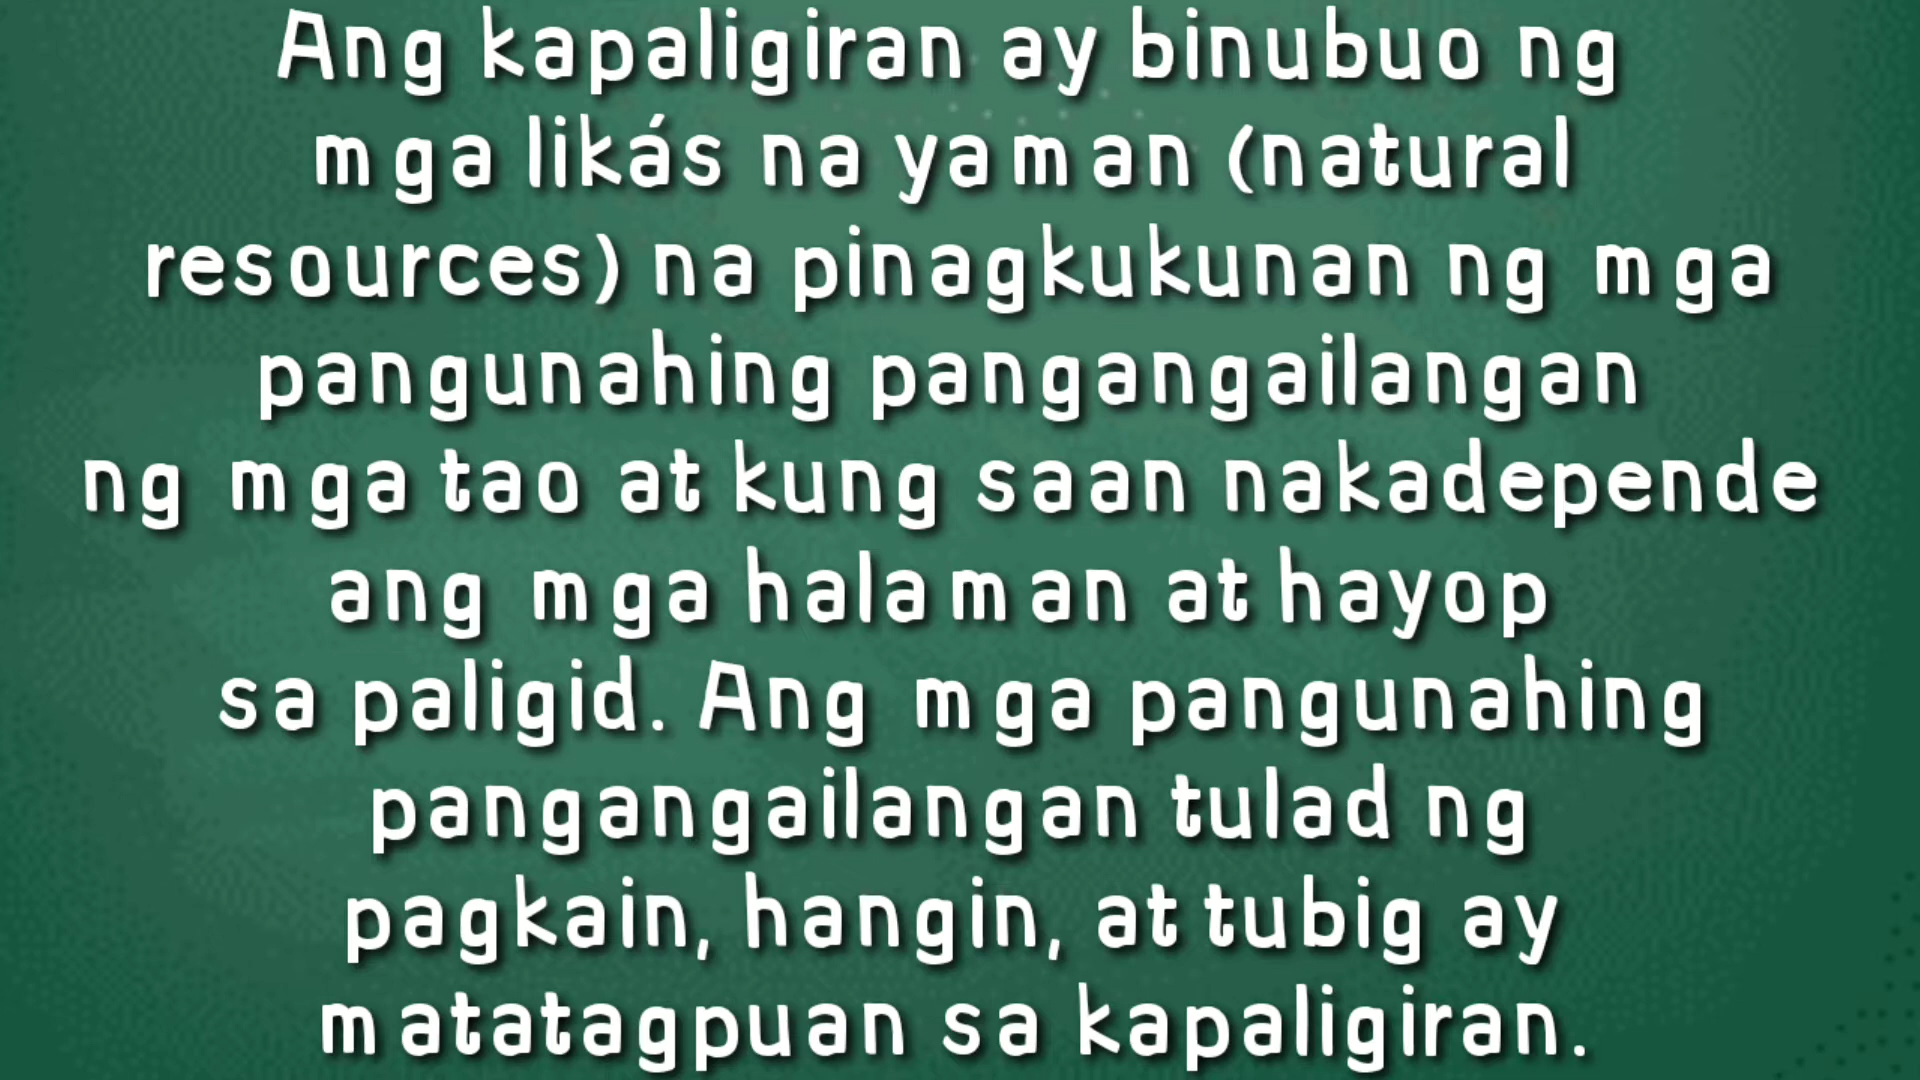 Ang kapaligiran ay binubuo ng
mga likás na yaman (natural
resources) na pinagkukunan ng mga
pangunahing pangangailangan
ng mga tao at kung saan nakadepende
ang mga halaman at hayop
sa paligid. Ang mga pangunahing
pangangailangan tulad ng
pagkain, hangin, at tubig ay
matatagpuan sa kapaligiran.